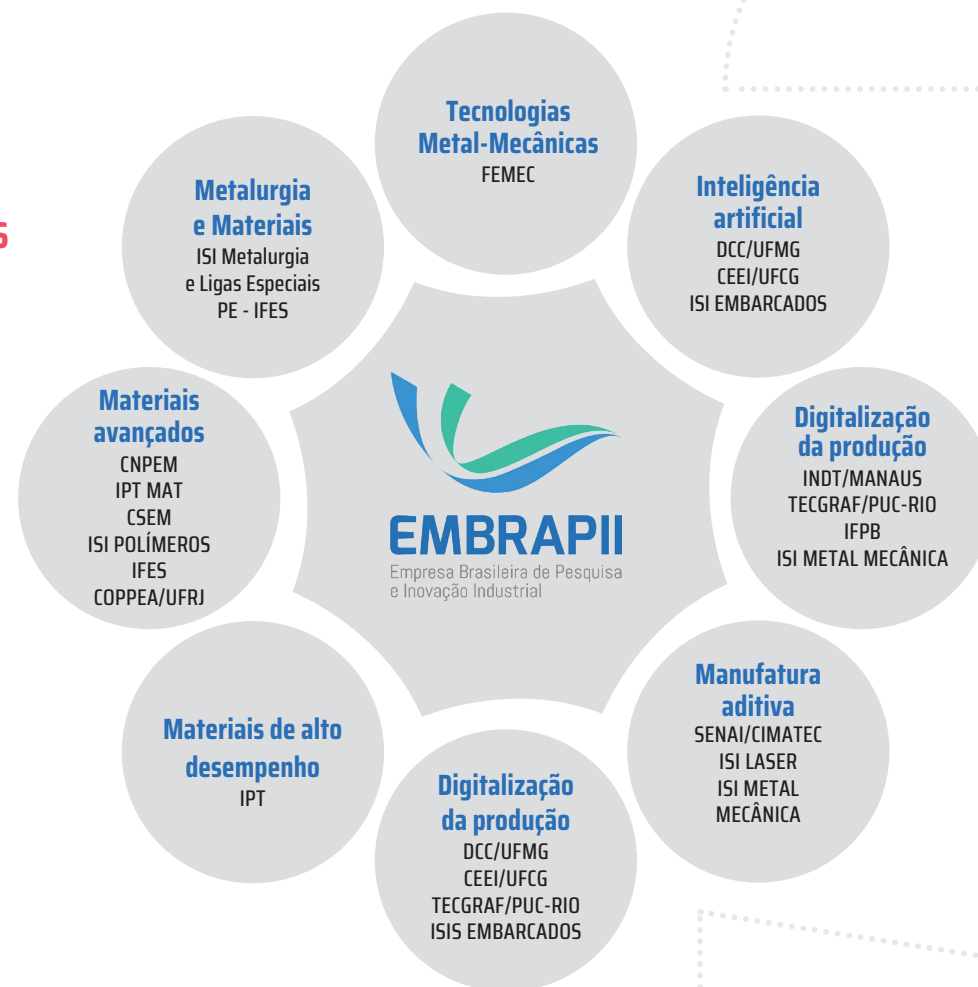 Tecnologias
Metal-Mecânicas
FEMEC
Metalurgia
e Materiais
ISI Metalurgia
e Ligas Especiais
PE - IFES
Inteligência
artificial
DCC/UFMG
CEEI/UFCG
ISI EMBARCADOS
S
Materiais
avançados
CNPEM
IPT MAT
CSEM
ISI POLÍMEROS
IFES
COPPEA/UFRJ
EMBRAPII
Empresa Brasileira de Pesquisa
e Inovação Industrial
Digitalização
da produção
INDT/MANAUS
TECGRAF/PUC-RIO
IFPB
ISI METAL MECÂNICA
Materiais de alto
desempenho
IPT
Digitalização
da produção
DCC/UFMG
CEEI/UFCG
TECGRAF/PUC-RIO
ISIS EMBARCADOS
Manufatura
aditiva
SENAI/CIMATEC
ISI LASER
ISI METAL
MECÂNICA